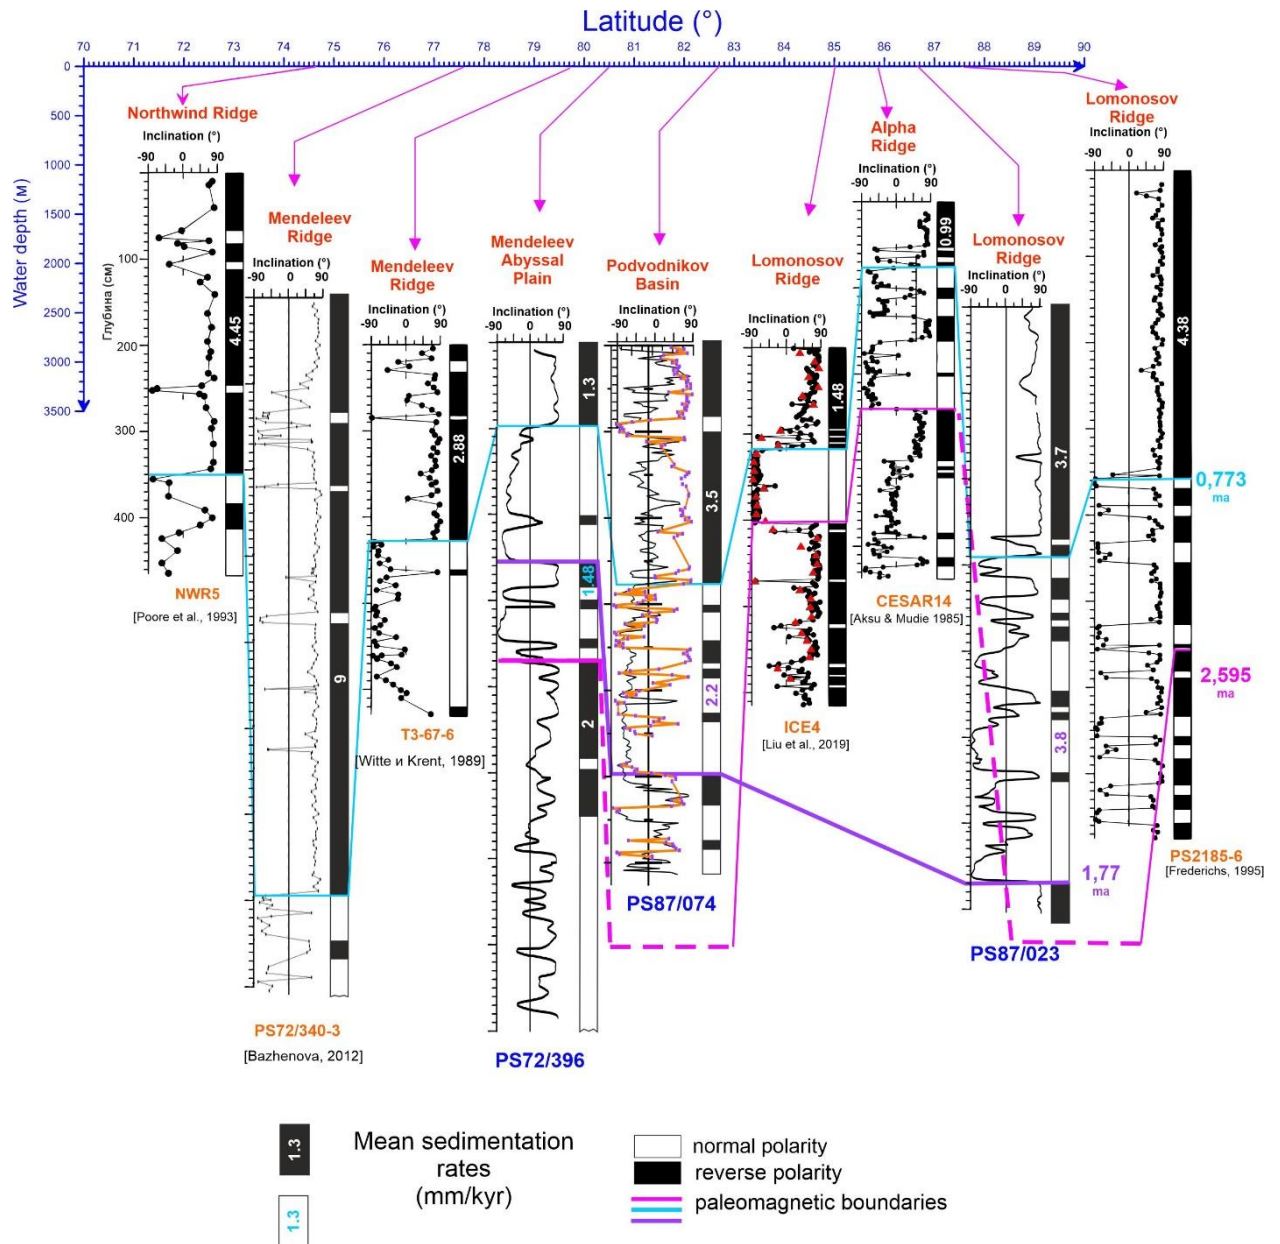 Latitude (°)
70 71 72 73 74 75 76 77 78 79 80 81 82 83 84 85 86 87 88 89 90
Water depth (м)
0
500
1000
1500
2000
2500
3000
3500
Northwind Ridge
Inclination (°)
-90 0 90
Глубина (см)
100
200
300
400
4.45
NWR5
[Poore et al., 1993]
Mendeleev
Ridge
Inclination (°)
-90 0 90
9
PS72/340-3
[Bazhenova, 2012]
Mendeleev
Ridge
Inclination (°)
-90 0 90
2.88
T3-67-6
[Witte и Krent, 1989]
Mendeleev
Abyssal
Plain
Inclination (°)
-90 0 90
1.3
1.48
2
PS72/396
Podvodnikov
Basin
Inclination (°)
-90 0 90
3.5
2.2
PS87/074
Lomonosov
Ridge
Inclination (°)
-90 0 90
1.48
ICE4
[Liu et al., 2019]
Alpha
Ridge
Inclination (°)
-90 0 90
0.99
CESAR14
[Aksu & Mudie 1985]
Lomonosov
Ridge
Inclination (°)
-90 0 90
3.7
3.8
PS87/023
Lomonosov
Ridge
Inclination (°)
-90 0 90
4.38
PS2185-6
[Frederichs, 1995]
0,773
ma
2,595
ma
1,77
ma
1.3
1.3
Mean sedimentation
rates
(mm/kyr)
normal polarity
reverse polarity
paleomagnetic boundaries